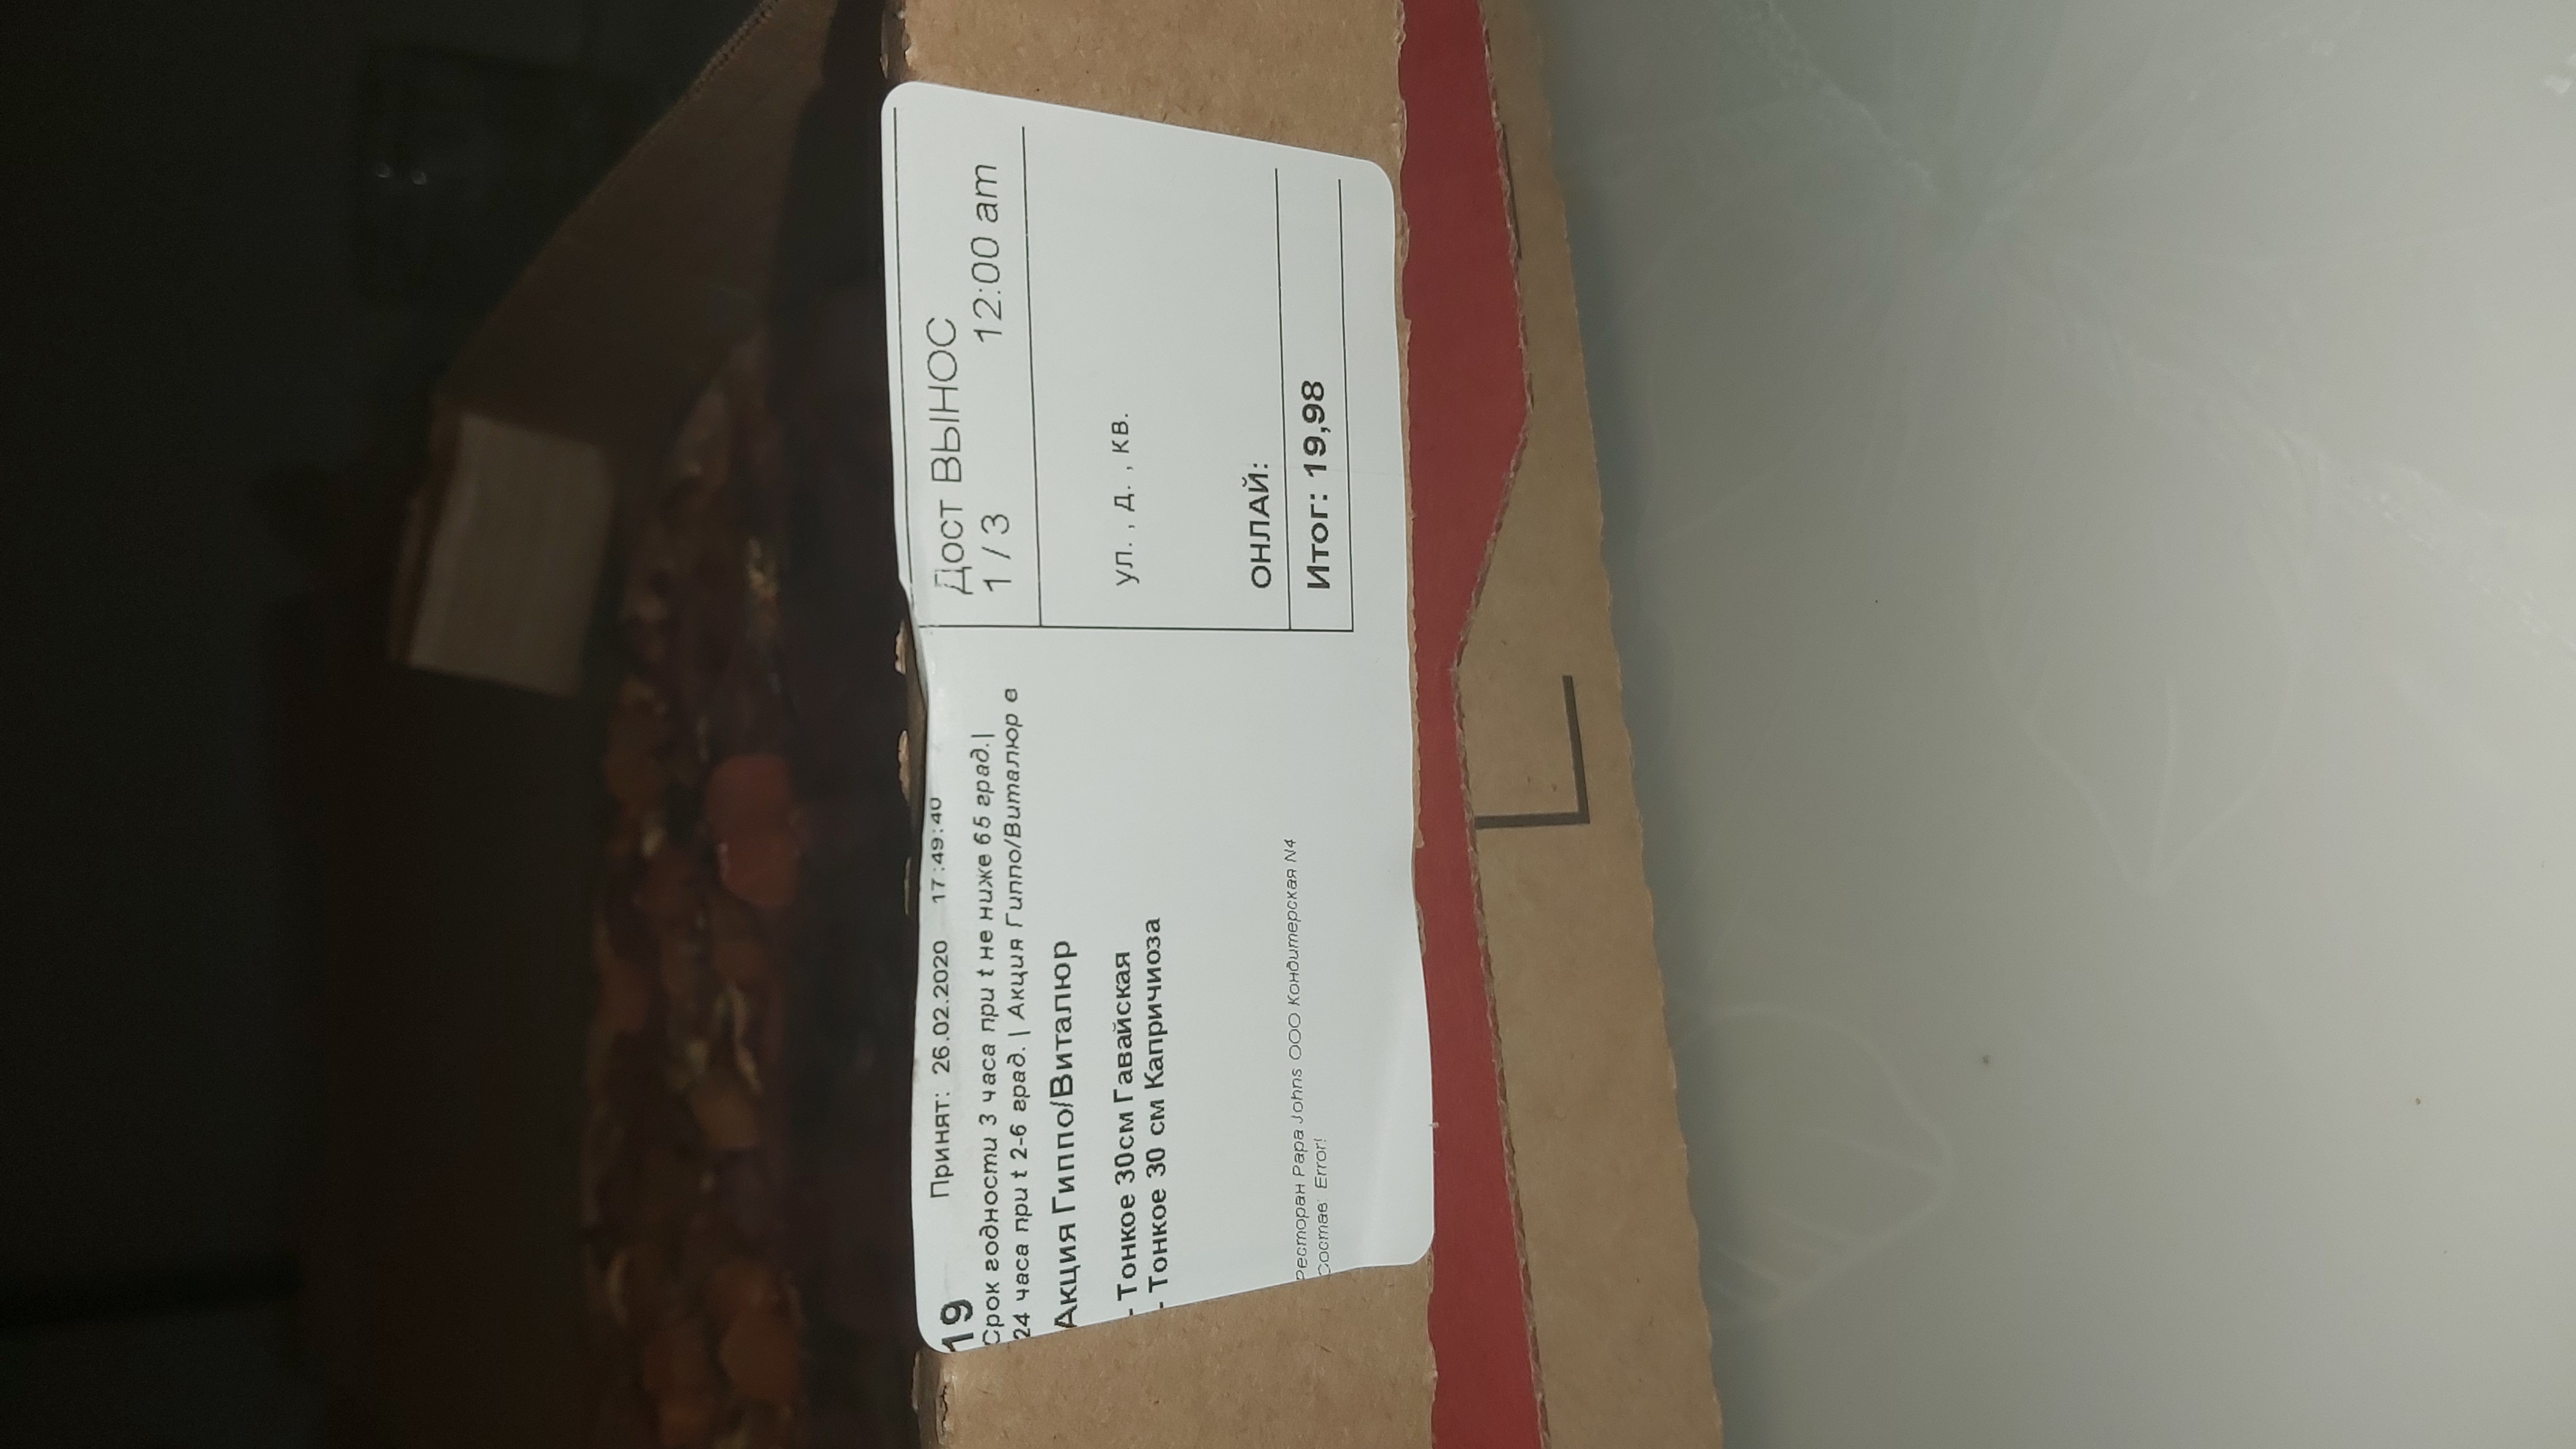 19
Принят: 26.02.2020 17:49:40
Срок годности 3 часа при t не ниже 65 град.|
24 часа при t 2-6 град. | Акция Гиппо/Виталюр в
Акция Гиппо/Виталюр
- Тонкое 30см Гавайская
- Тонкое 30 см Капричиоза
Ресторан Papa Johns ООО Кондитерская N4
Состав: Error!
Дост ВЫНОС
1 / 3 12:00 am
ул. , д. , кв.
ОНЛАЙ:
Итог: 19,98